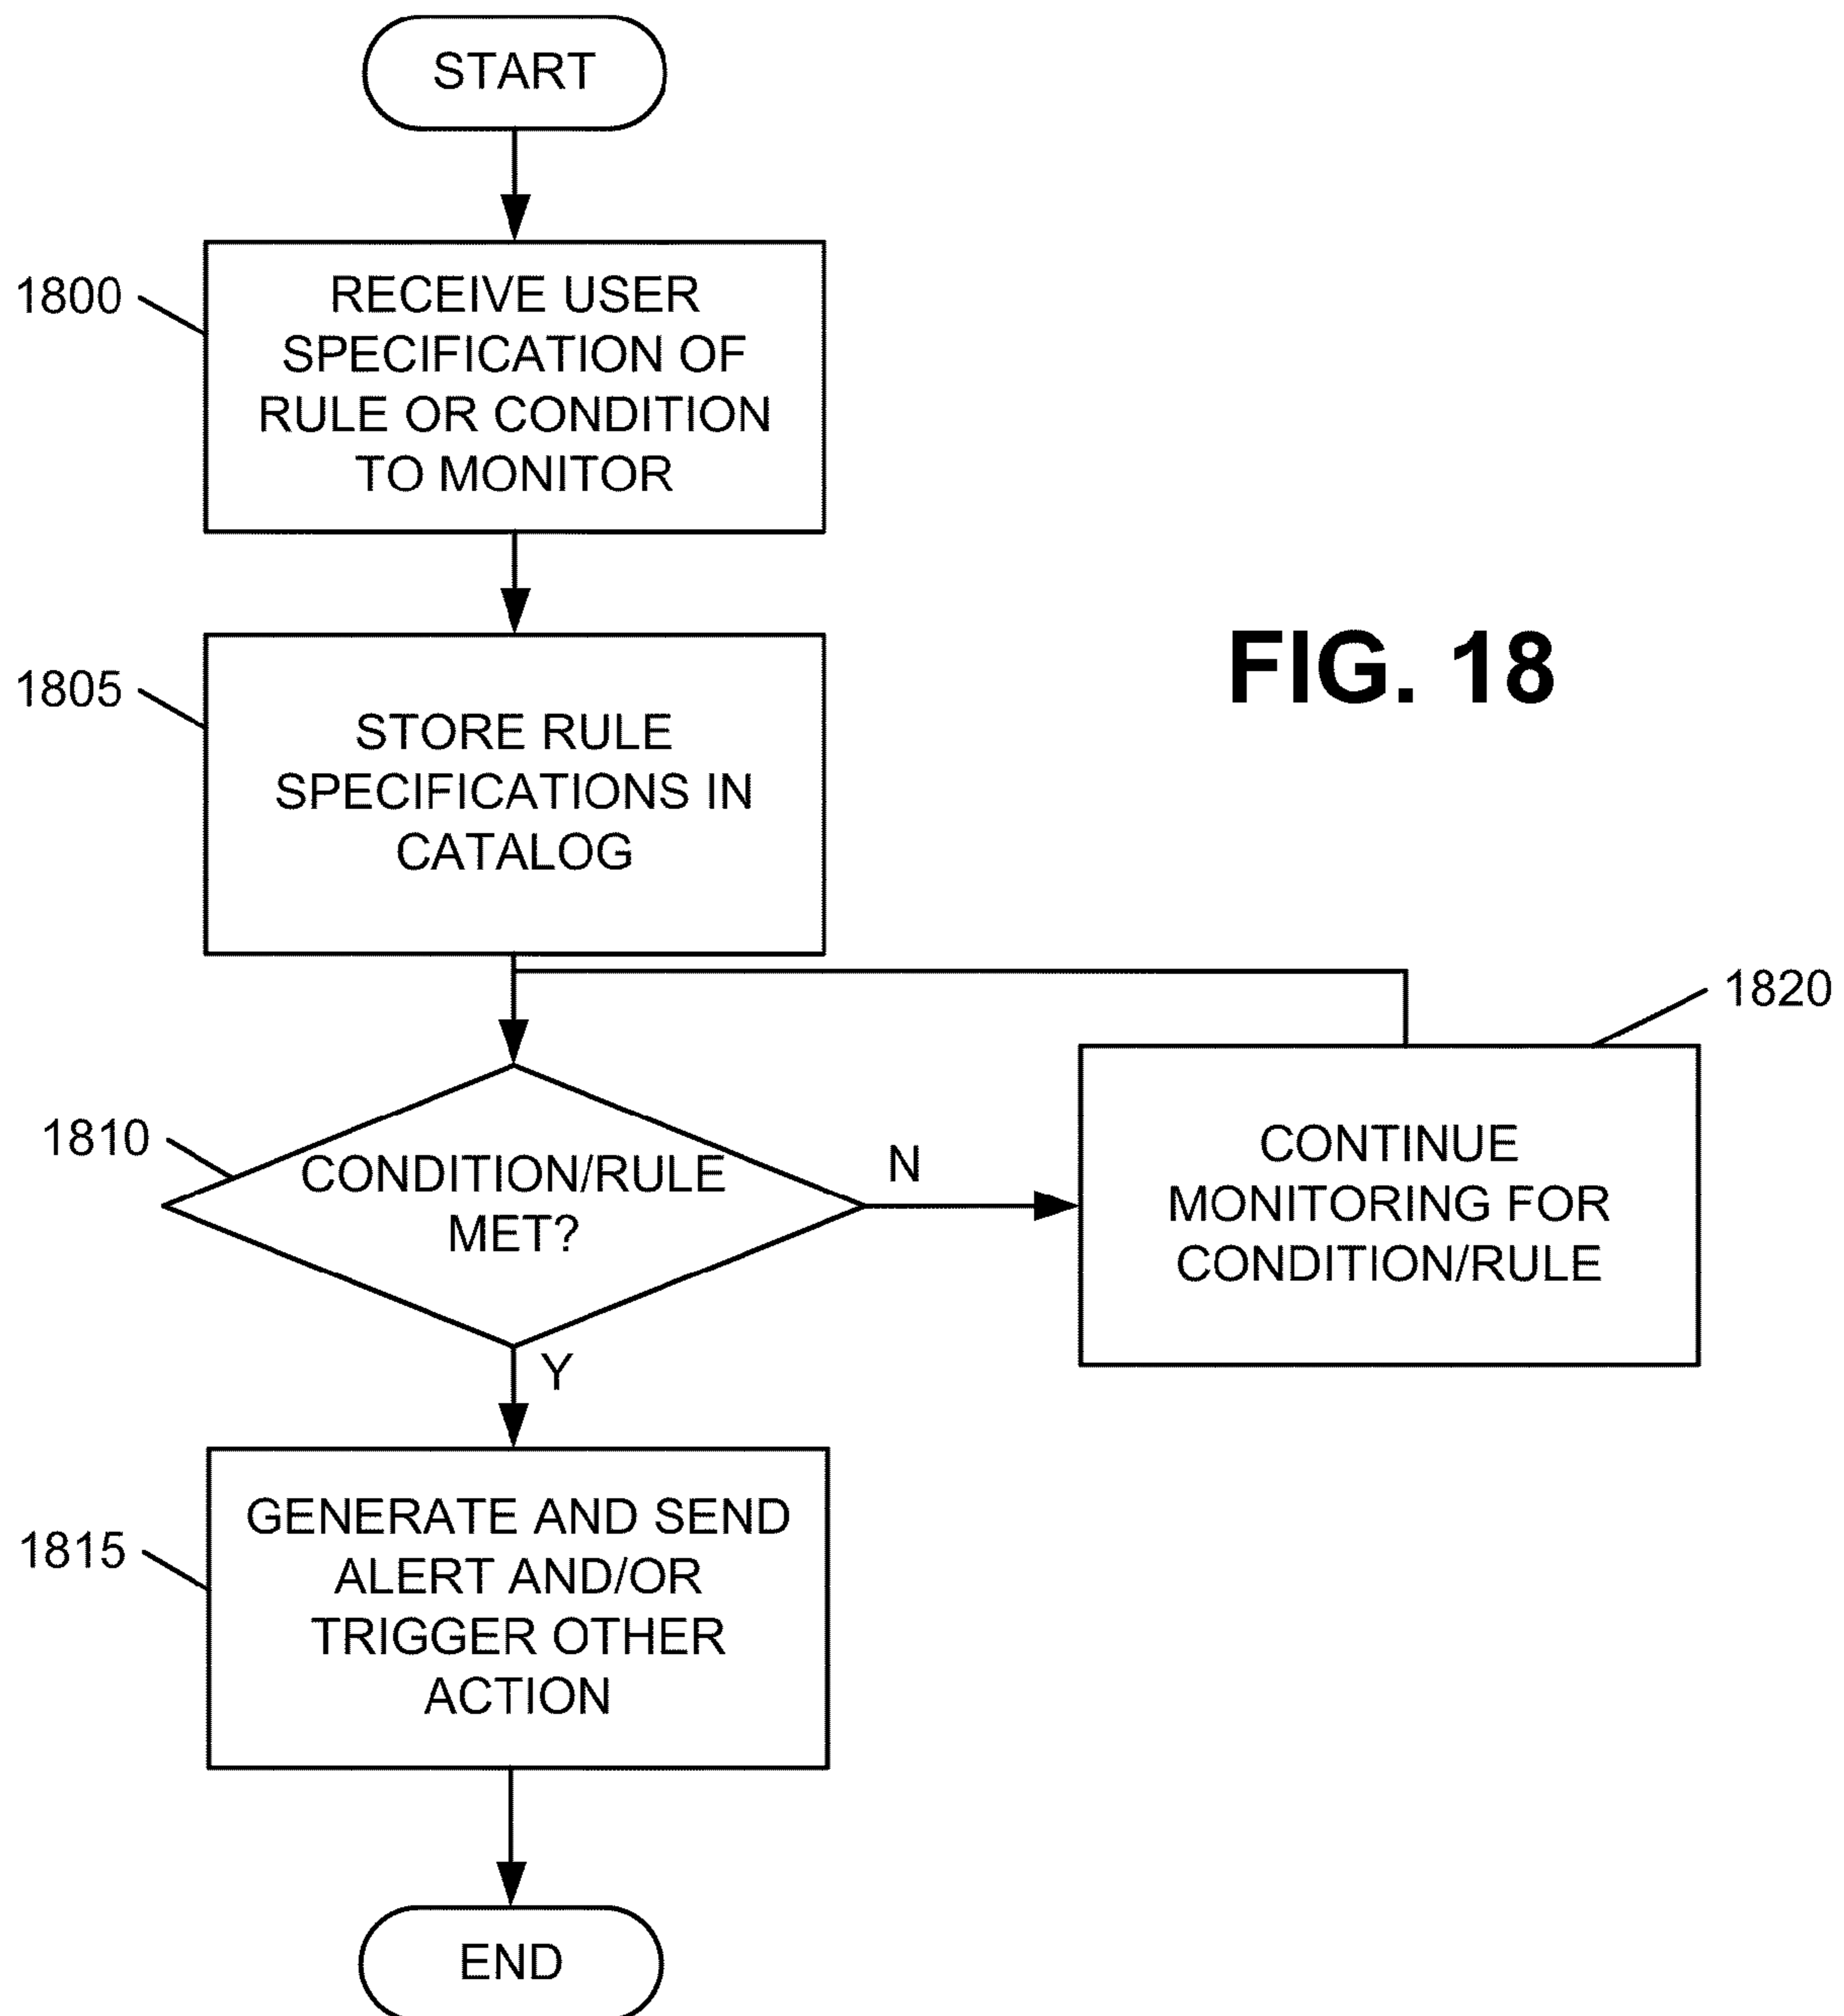 START
1800
RECEIVE USER
SPECIFICATION OF
RULE OR CONDITION
TO MONITOR
1805
STORE RULE
SPECIFICATIONS IN
CATALOG
FIG. 18
1810
CONDITION/RULE
MET?
N
1820
CONTINUE
MONITORING FOR
CONDITION/RULE
Y
1815
GENERATE AND SEND
ALERT AND/OR
TRIGGER OTHER
ACTION
END